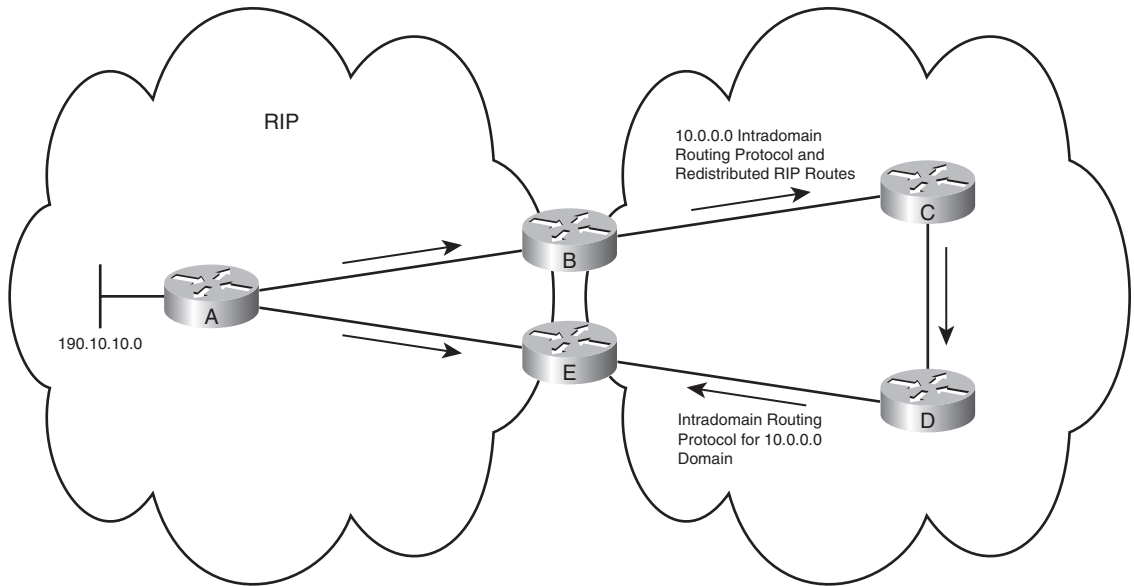 RIP
10.0.0.0 Intradomain
Routing Protocol and
Redistributed RIP Routes
C
B
A
190.10.10.0
E
D
Intradomain Routing
Protocol for 10.0.0.0
Domain